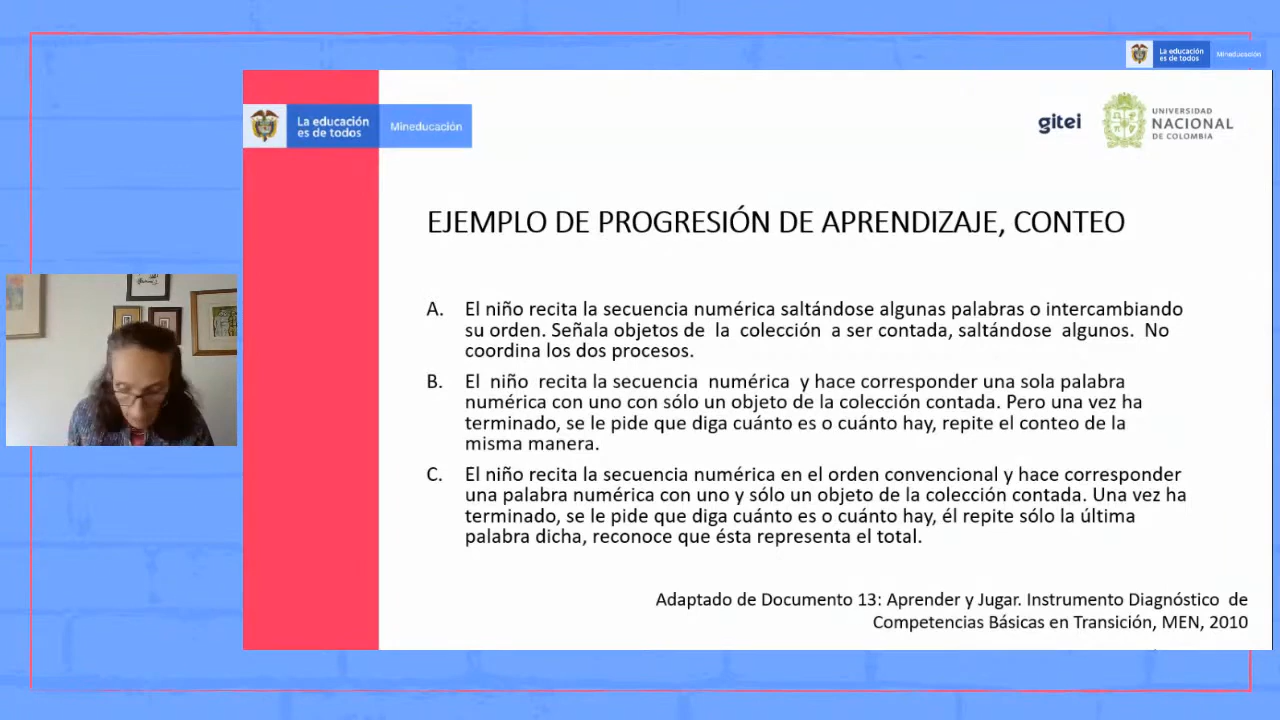 La educación
es de todos
Mineducación
La educación
es de todos
Mineducación
gitei
UNIVERSIDAD
NACIONAL
DE COLOMBIA
EJEMPLO DE PROGRESIÓN DE APRENDIZAJE, CONTEO
A. El niño recita la secuencia numérica saltándose algunas palabras o intercambiando
su orden. Señala objetos de la colección a ser contada, saltándose algunos. No
coordina los dos procesos.
B. El niño recita la secuencia numérica y hace corresponder una sola palabra
numérica con uno con sólo un objeto de la colección contada. Pero una vez ha
terminado, se le pide que diga cuánto es o cuánto hay, repite el conteo de la
misma manera.
C. El niño recita la secuencia numérica en el orden convencional y hace corresponder
una palabra numérica con uno y sólo un objeto de la colección contada. Una vez ha
terminado, se le pide que diga cuánto es o cuánto hay, él repite sólo la última
palabra dicha, reconoce que ésta representa el total.
Adaptado de Documento 13: Aprender y Jugar. Instrumento Diagnóstico de
Competencias Básicas en Transición, MEN, 2010